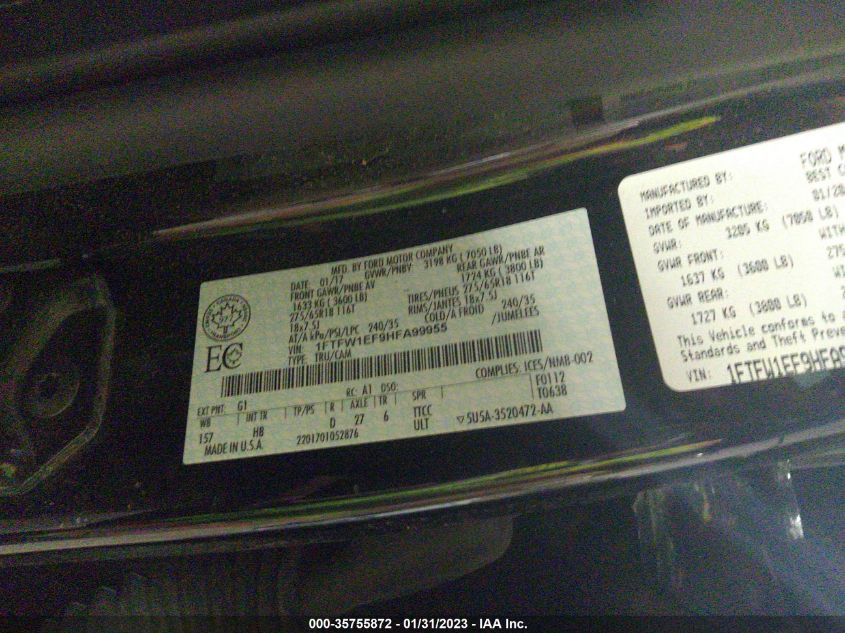 MFD. BY FORD MOTOR COMPANY
DATE: 01/17 GVWR/PNBV 3198 KG ( 7050 LB)
FRONT GAWR/PNBE AV REAR GAWR/PNBE AR
1633 KG ( 3600 LB) 1724 KG ( 3800 LB)
275/65R18 116T TIRES/PNEUS 275/65R18 116T
18x7.5J RIMS/JANTES 18x7.5J
AT/A kPa/PSI/LPC 240/35 COLD/A FROID 240/35
VIN: 1FTFW1EF9HFA99955 /JUMELEES
TYPE: TRU/CAM
EC
COMPLIES, ICES/NMB-002
EXT PNT: G1 RC: A1 DSO: F0112
WB INT TR TP/PS R AXLE TR SPR T0638
157 HB D 27 6 TTCC
ULT ▽ 5U5A-3520472-AA
MADE IN U.S.A. 2201701052876
MANUFACTURED BY: FORD M
IMPORTED BY: BEST C
DATE OF MANUFACTURE: 01/20
GVWR: 3205 KG (7050 LB)
GVWR FRONT: WITH
1637 KG (3600 LB) 275
GVWR REAR: WITH
1727 KG (3800 LB)
This Vehicle conforms to a
Standards and Theft Preve
VIN: 1FTFW1EF9HFA9
000-35755872 - 01/31/2023 - IAA Inc.